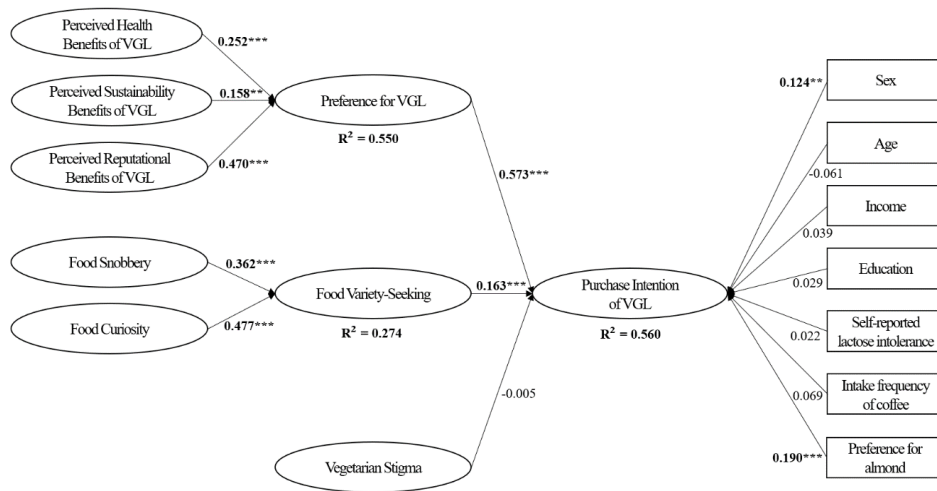 Perceived Health
Benefits of VGL
0.252***
Perceived Sustainability
Benefits of VGL
0.158**
Perceived Reputational
Benefits of VGL
0.470***
Preference for VGL
R² = 0.550
0.573***
Food Snobbery
0.362***
Food Curiosity
0.477***
Food Variety-Seeking
R² = 0.274
0.163***
Vegetarian Stigma
-0.005
Purchase Intention
of VGL
R² = 0.560
0.124**
Sex
-0.061
Age
0.039
Income
0.029
Education
0.022
Self-reported
lactose intolerance
0.069
Intake frequency
of coffee
0.190***
Preference for
almond